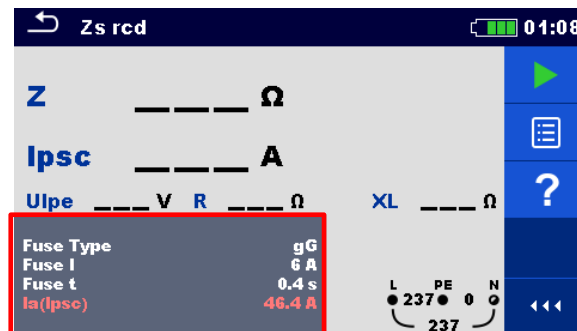 Zs rcd 01:08
Z ___ Ω
Ipsc ___ A
Ulpe ___ V R ___ Ω XL ___ Ω
?
Fuse Type gG
Fuse I 6 A
Fuse t 0.4 s
Ia(Ipsc) 46.4 A
L PE N
237 0
237